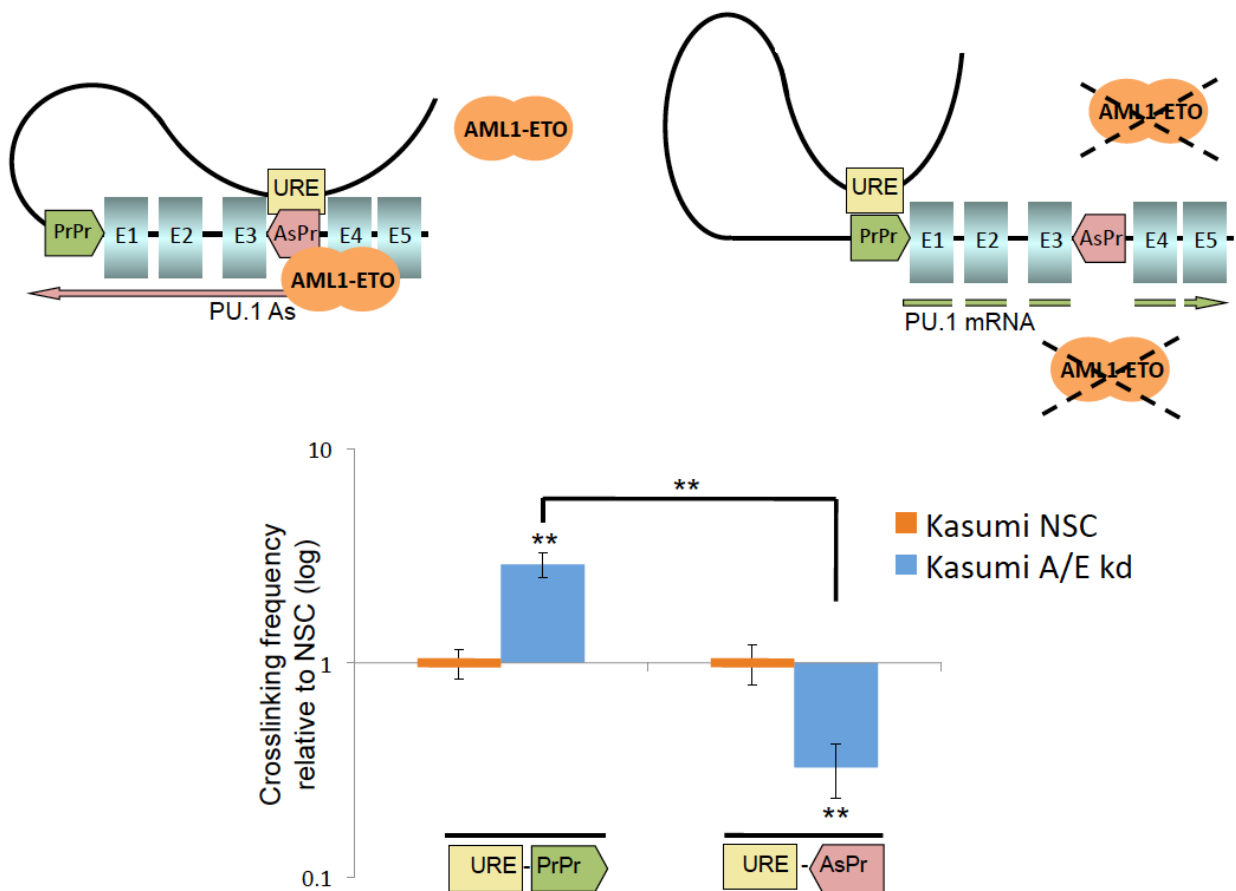 AML1-ETO
URE
PrPr
E1
E2
E3
AsPr
E4
E5
AML1-ETO
PU.1 As
AML1-ETO
URE
PrPr
E1
E2
E3
AsPr
E4
E5
PU.1 mRNA
AML1-ETO
Crosslinking frequency
relative to NSC (log)
10
1
0.1
**
**
**
Kasumi NSC
Kasumi A/E kd
URE - PrPr
URE - AsPr